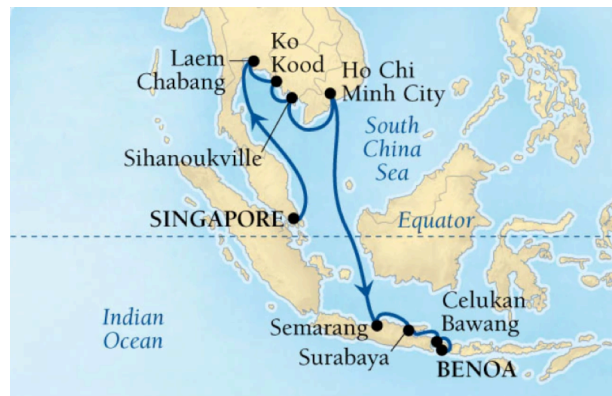 Ko
Kood
Laem
Chabang
Ho Chi
Minh City
South
China
Sea
Sihanoukville
SINGAPORE
Equator
Indian
Ocean
Celukan
Bawang
Semarang
Surabaya
BENOA